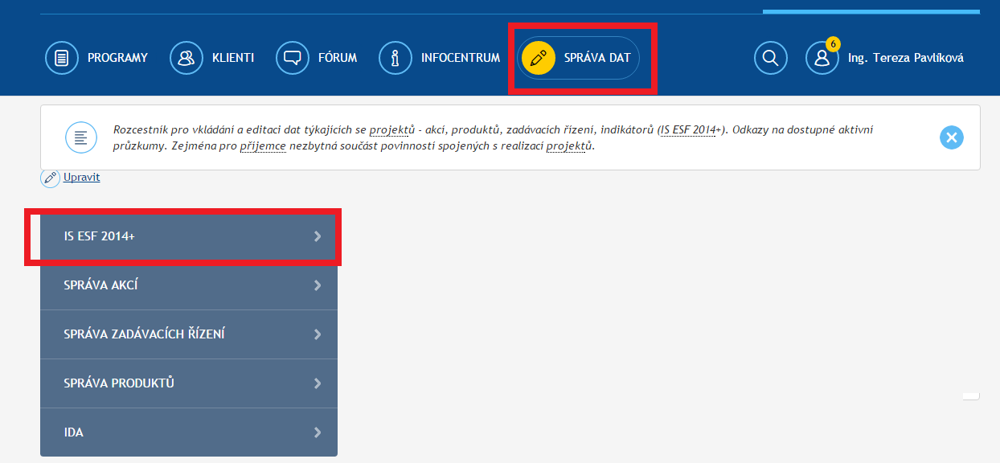 PROGRAMY KLIENTI FÓRUM INFOCENTRUM SPRÁVA DAT 6 Ing. Tereza Pavlíková
Rozcestník pro vkládání a editaci dat týkajících se projektů - akcí, produktů, zadávacích řízení, indikátorů (IS ESF 2014+). Odkazy na dostupné aktivní
průzkumy. Zejména pro příjemce nezbytná součást povinností spojených s realizací projektů.
Upravit
IS ESF 2014+
SPRÁVA AKCÍ
SPRÁVA ZADÁVACÍCH ŘÍZENÍ
SPRÁVA PRODUKTŮ
IDA